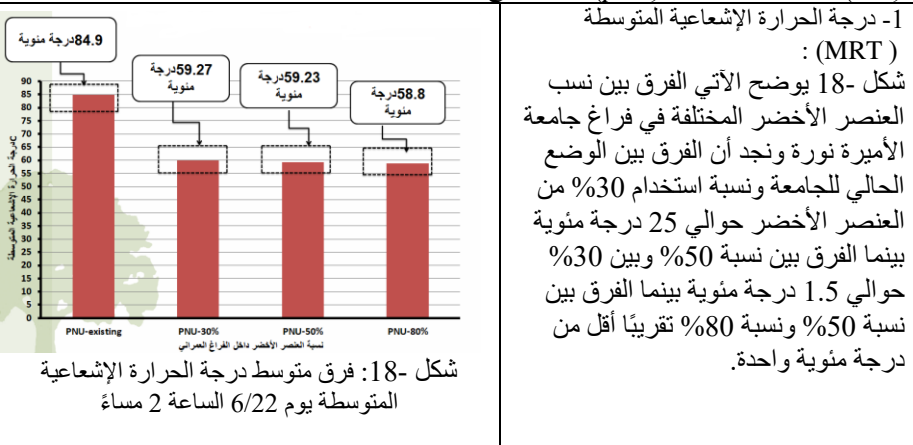 1- درجة الحرارة الإشعاعية المتوسطة
( MRT) :
شكل -18 يوضح الآتي الفرق بين نسب
العنصر الأخضر المختلفة في فراغ جامعة
الأميرة نورة ونجد أن الفرق بين الوضع
الحالي للجامعة ونسبة استخدام 30% من
العنصر الأخضر حوالي 25 درجة مئوية
بينما الفرق بين نسبة 50% وبين 30%
حوالي 1.5 درجة مئوية بينما الفرق بين
نسبة 50% ونسبة 80% تقريبًا أقل من
درجة مئوية واحدة.
84.9درجة مئوية
59.27درجة
مئوية
59.23درجة
مئوية
58.8درجة
مئوية
درجة الحرارة الإشعاعية المتوسطة C°
90
85
80
75
70
65
60
55
50
45
40
35
30
25
20
15
10
5
0
PNU-existing PNU-30% PNU-50% PNU-80%
نسبة العنصر الأخضر داخل الفراغ العمراني
شكل -18: فرق متوسط درجة الحرارة الإشعاعية
المتوسطة يوم 6/22 الساعة 2 مساءً